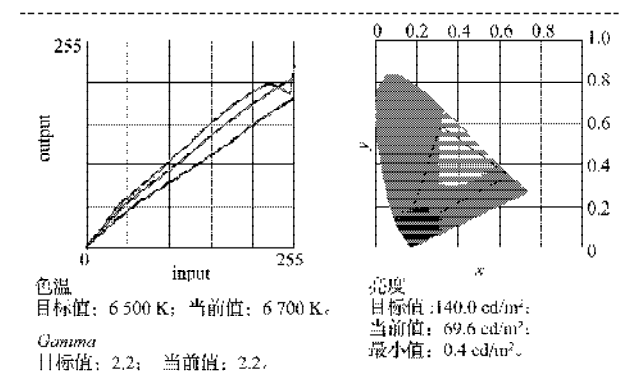 255
output
0
input
255
0 0.2 0.4 0.6 0.8
1.0
0.8
0.6
0.4
0.2
0
y
x
色温
目标值：6 500 K；当前值：6 700 K。
Gamma
目标值：2.2； 当前值：2.2。
亮度
目标值:140.0 cd/m²；
当前值：69.6 cd/m²；
最小值：0.4 cd/m²。